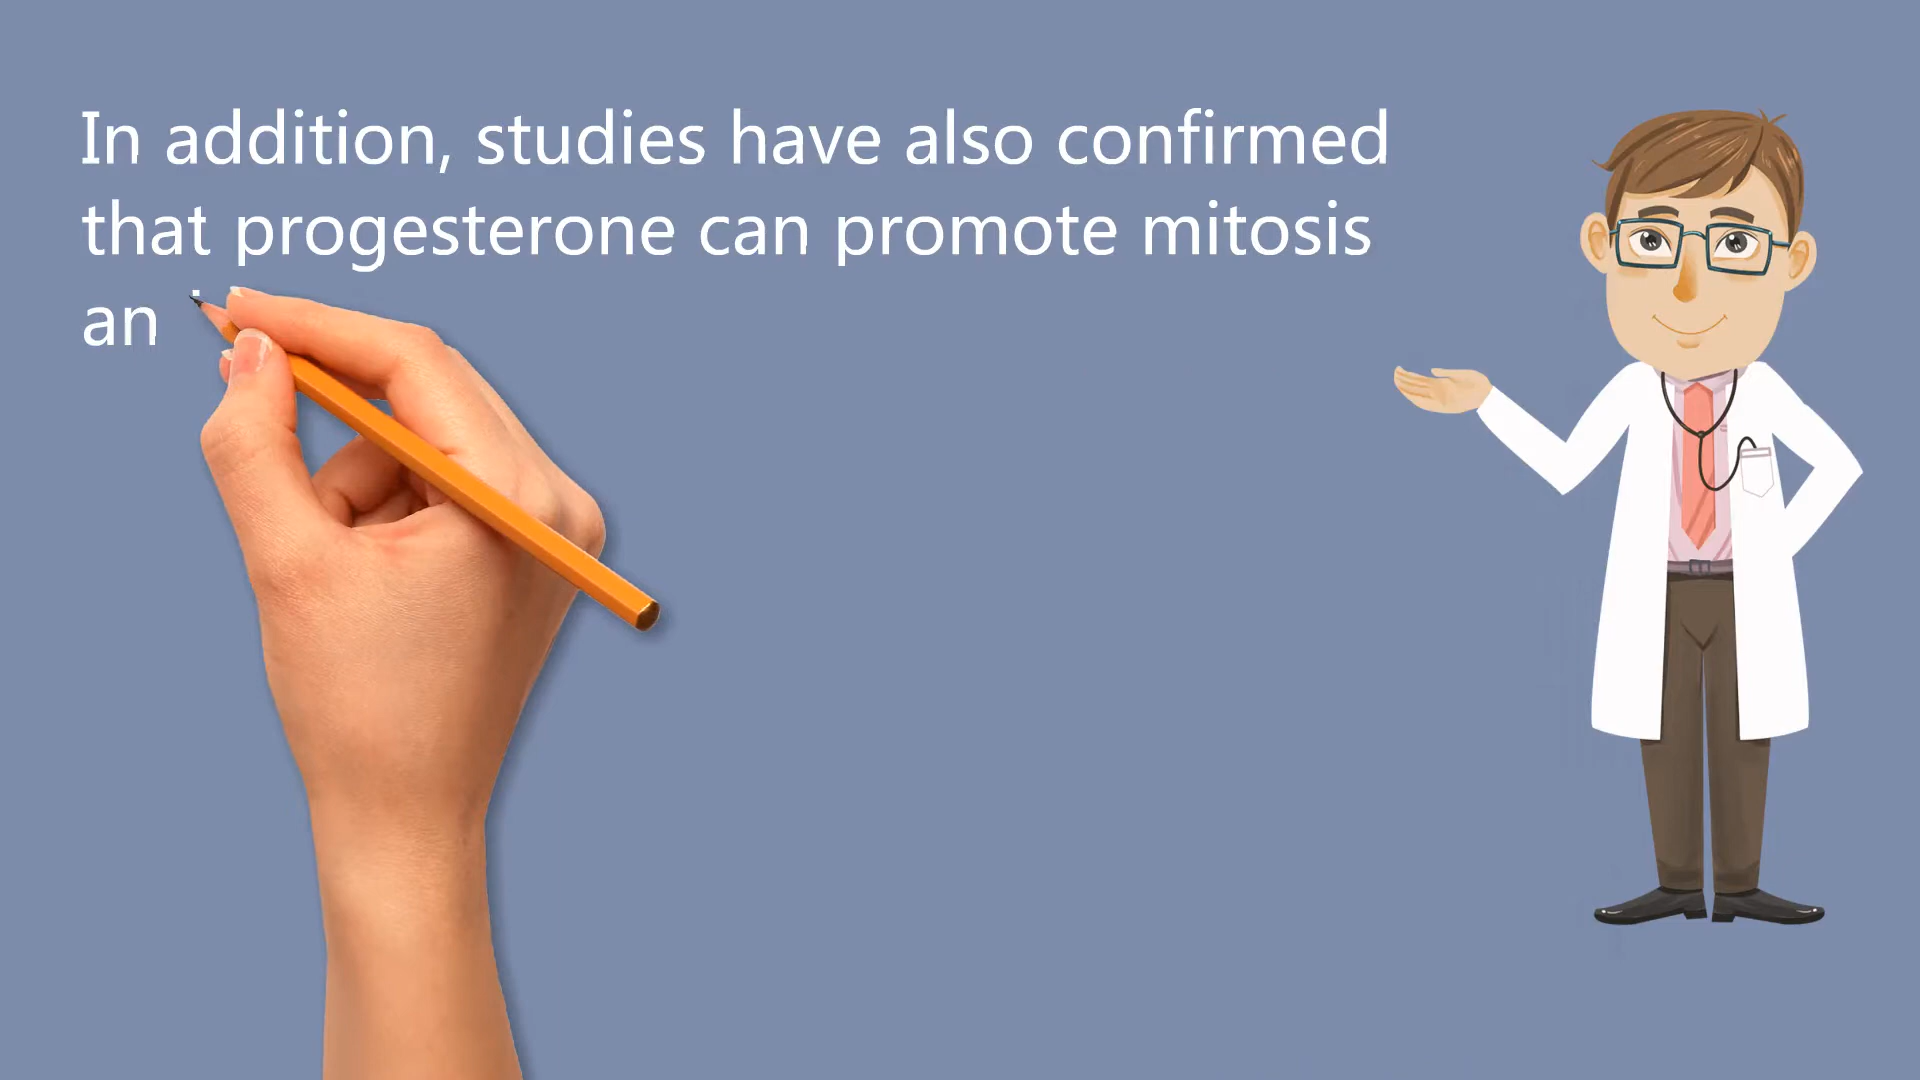 In addition, studies have also confirmed
that progesterone can promote mitosis
an